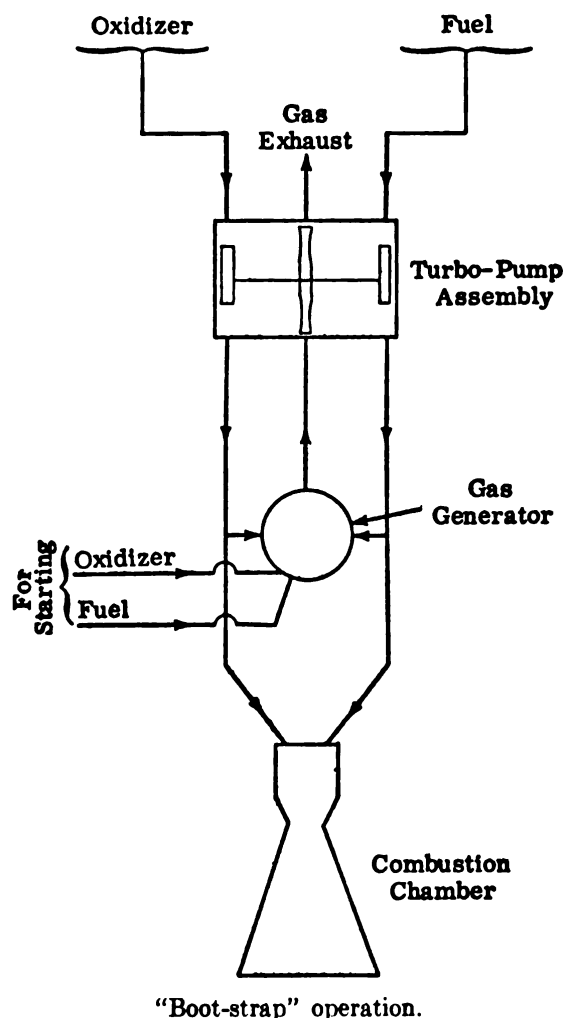 Oxidizer
Fuel
Gas
Exhaust
Turbo-Pump
Assembly
Gas
Generator
For
Starting
Oxidizer
Fuel
Combustion
Chamber
"Boot-strap" operation.